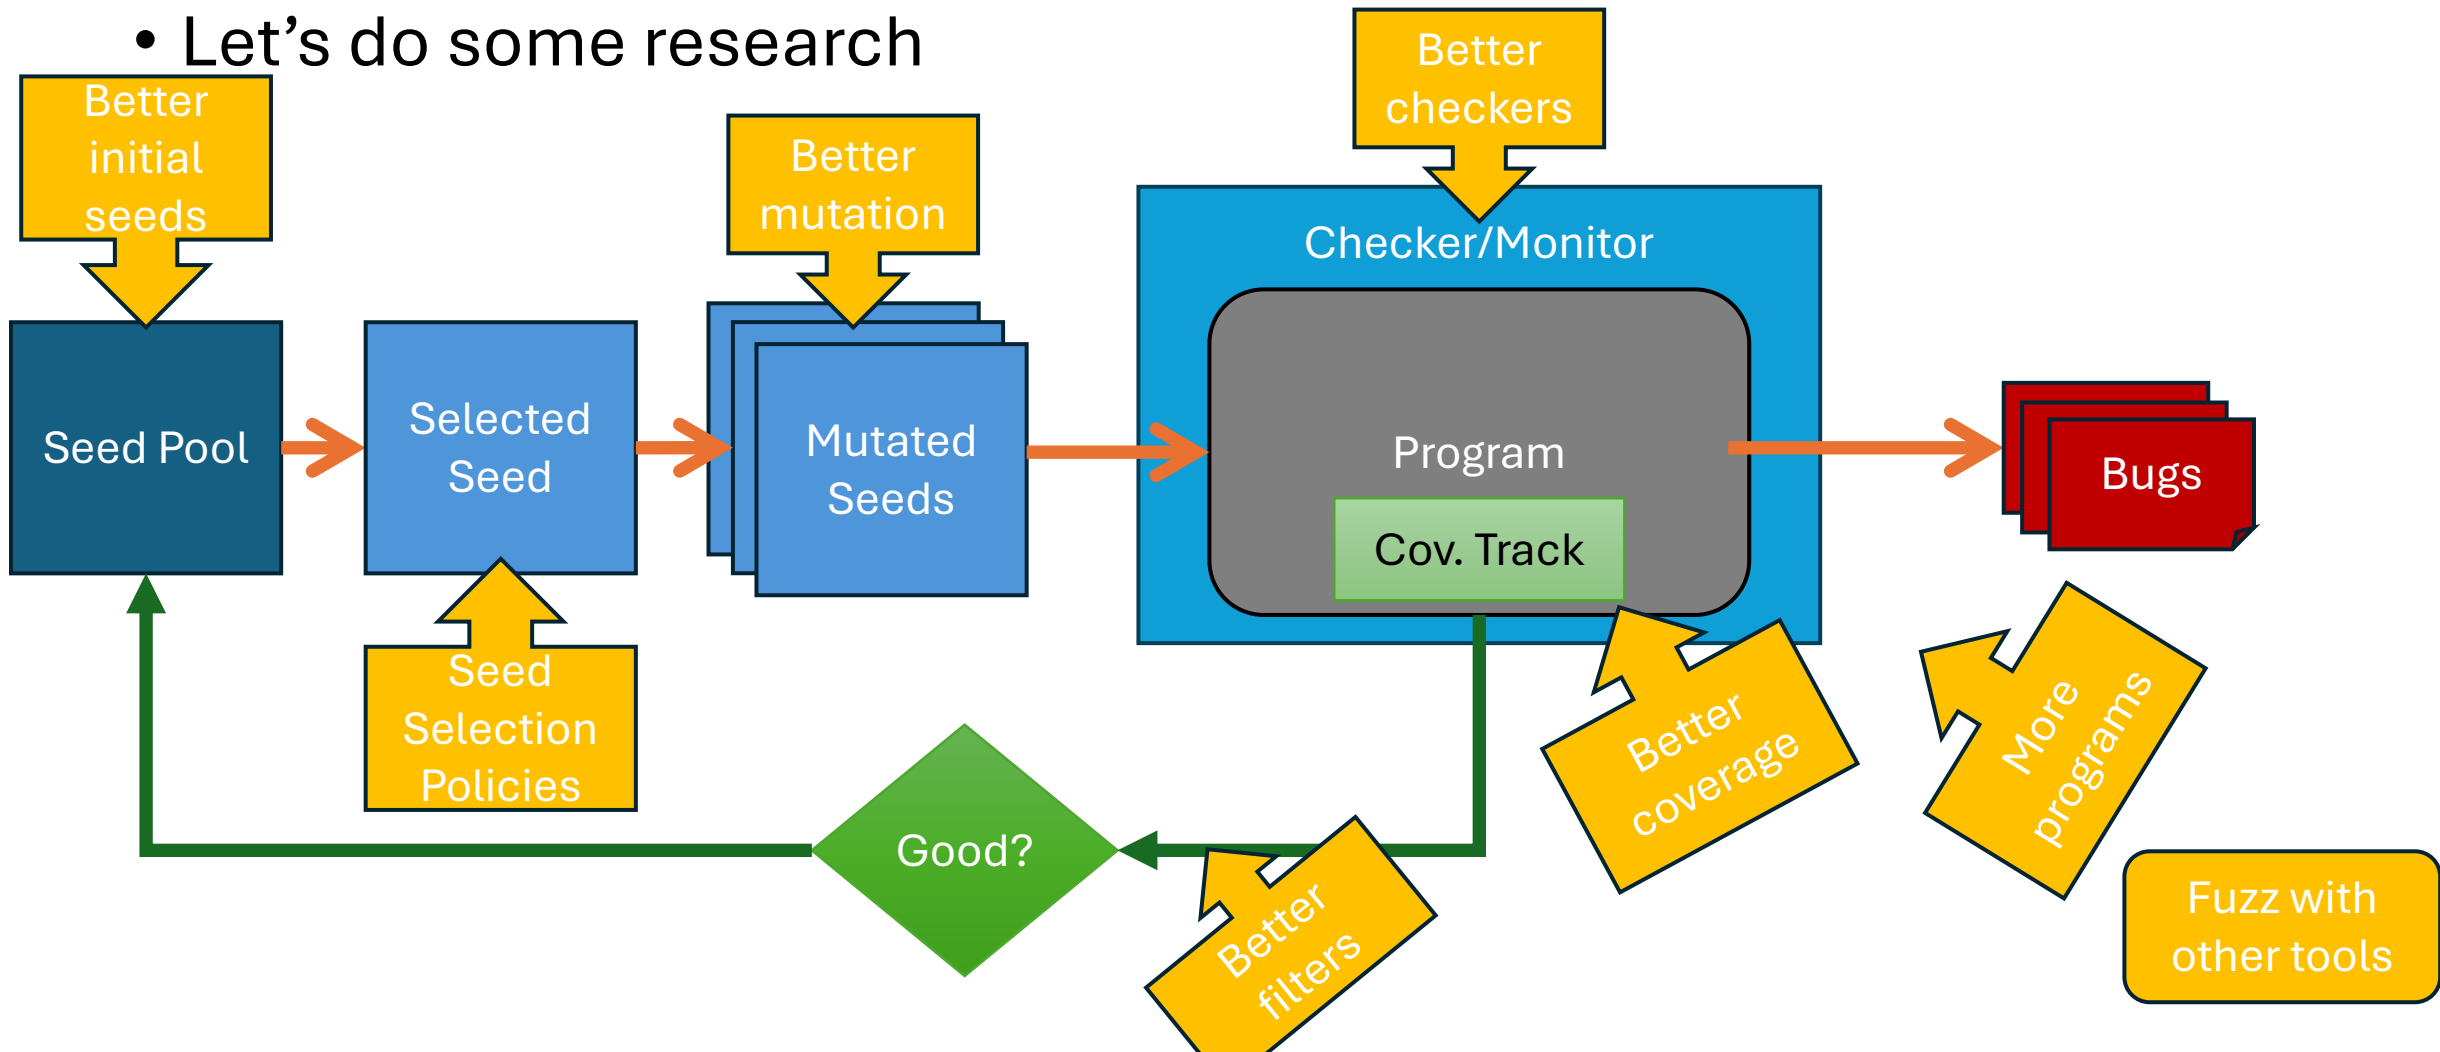 • Let’s do some research
Better
initial
seeds
Better
mutation
Better
checkers
Checker/Monitor
Seed Pool
Selected
Seed
Mutated
Seeds
Program
Cov. Track
Bugs
Seed
Selection
Policies
Good?
Better
filters
Better
coverage
More
programs
Fuzz with
other tools